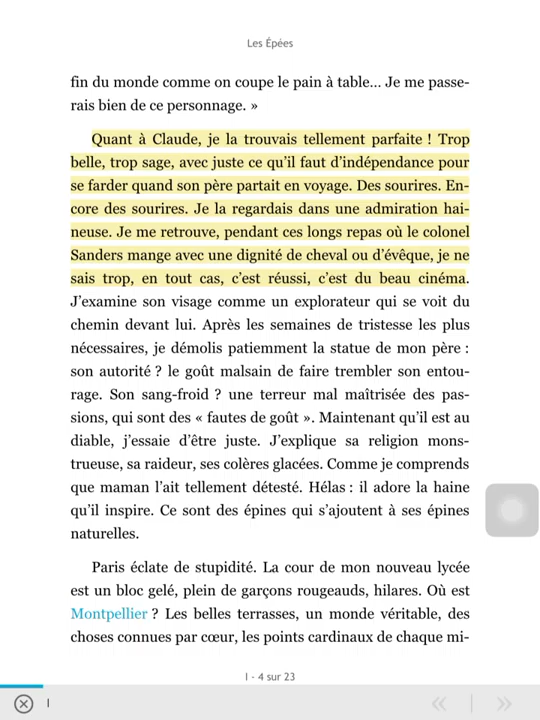 Les Épées
fin du monde comme on coupe le pain à table... Je me passe-
rais bien de ce personnage. »
Quant à Claude, je la trouvais tellement parfaite ! Trop
belle, trop sage, avec juste ce qu'il faut d'indépendance pour
se farder quand son père partait en voyage. Des sourires. En-
core des sourires. Je la regardais dans une admiration hai-
neuse. Je me retrouve, pendant ces longs repas où le colonel
Sanders mange avec une dignité de cheval ou d'évêque, je ne
sais trop, en tout cas, c'est réussi, c'est du beau cinéma.
J'examine son visage comme un explorateur qui se voit du
chemin devant lui. Après les semaines de tristesse les plus
nécessaires, je démolis patiemment la statue de mon père :
son autorité ? le goût malsain de faire trembler son entou-
rage. Son sang-froid ? une terreur mal maîtrisée des pas-
sions, qui sont des « fautes de goût ». Maintenant qu'il est au
diable, j'essaie d'être juste. J'explique sa religion mons-
trueuse, sa raideur, ses colères glacées. Comme je comprends
que maman l'ait tellement détesté. Hélas : il adore la haine
qu'il inspire. Ce sont des épines qui s'ajoutent à ses épines
naturelles.
Paris éclate de stupidité. La cour de mon nouveau lycée
est un bloc gelé, plein de garçons rougeauds, hilares. Où est
Montpellier ? Les belles terrasses, un monde véritable, des
choses connues par cœur, les points cardinaux de chaque mi-
I - 4 sur 23
I